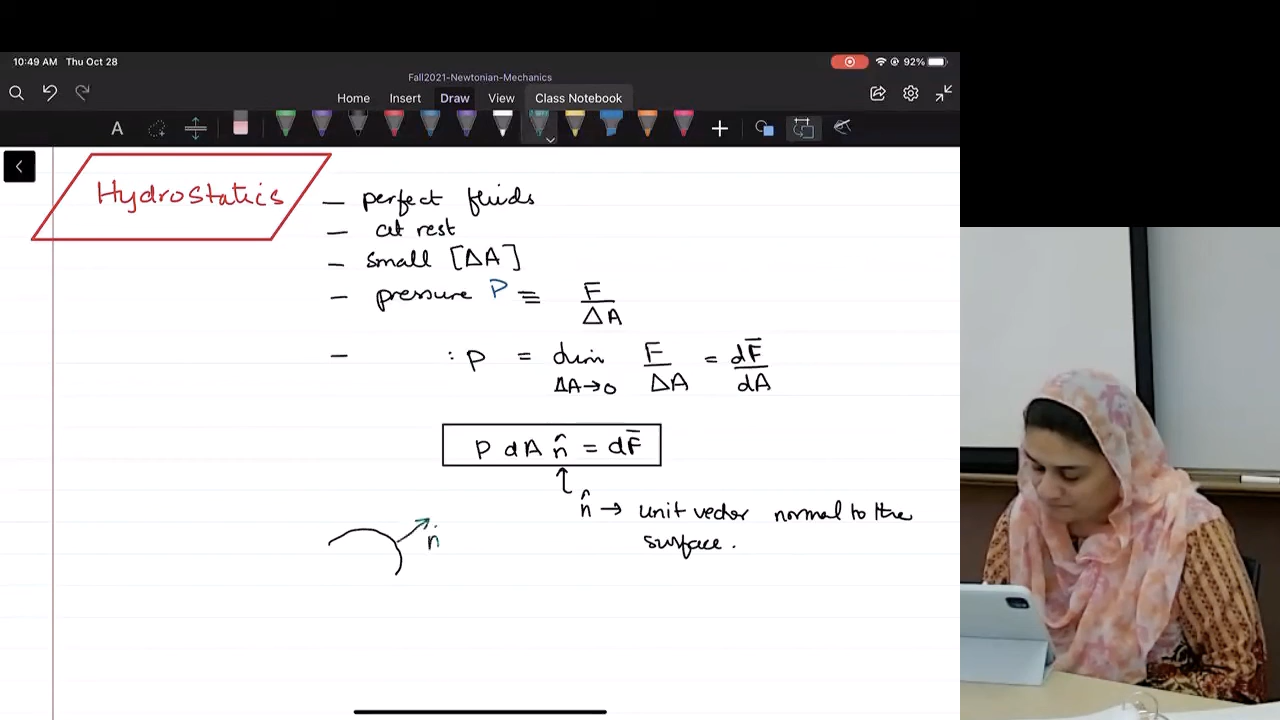 10:49 AM Thu Oct 28
92%
Fall2021-Newtonian-Mechanics
Home Insert Draw View Class Notebook
A
Hydrostatics
— perfect fluids
— at rest
— small [ΔA]
— pressure P ≡ F/ΔA
— : P = lim ΔA→0 F/ΔA = dF̅/dA
P dA n̂ = dF̅
n̂ → unit vector normal to the
surface.
n̂